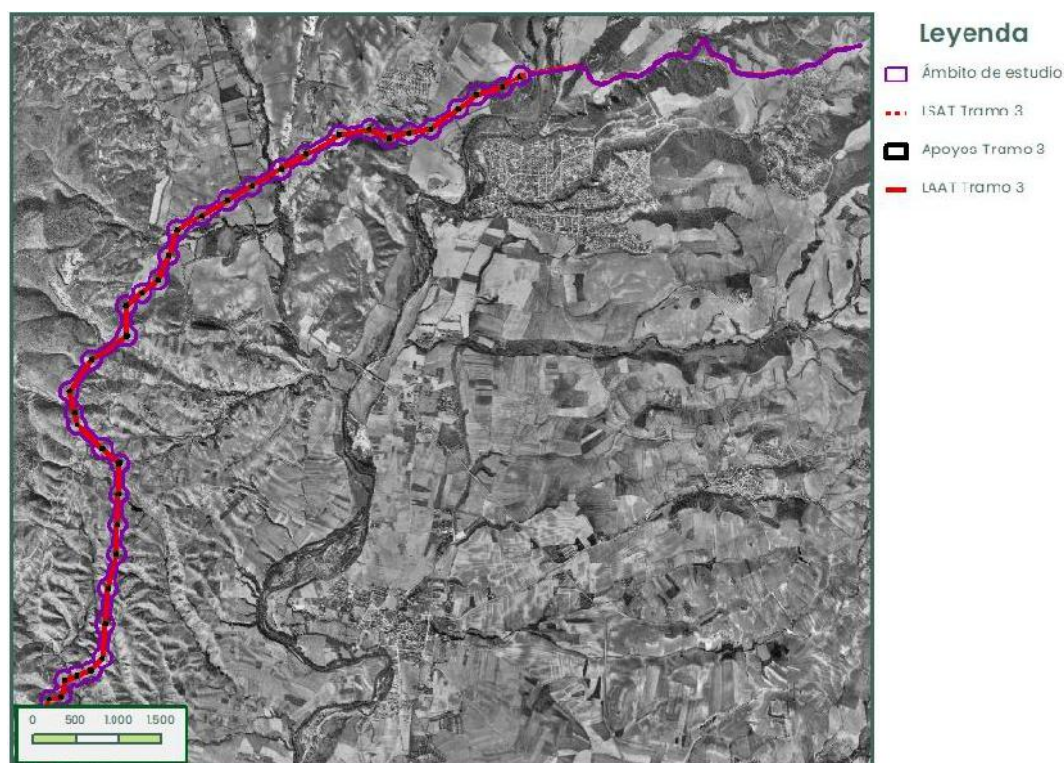 Leyenda
Ámbito de estudio
LSAT Tramo 3
Apoyos Tramo 3
LAAT Tramo 3
0 500 1.000 1.500